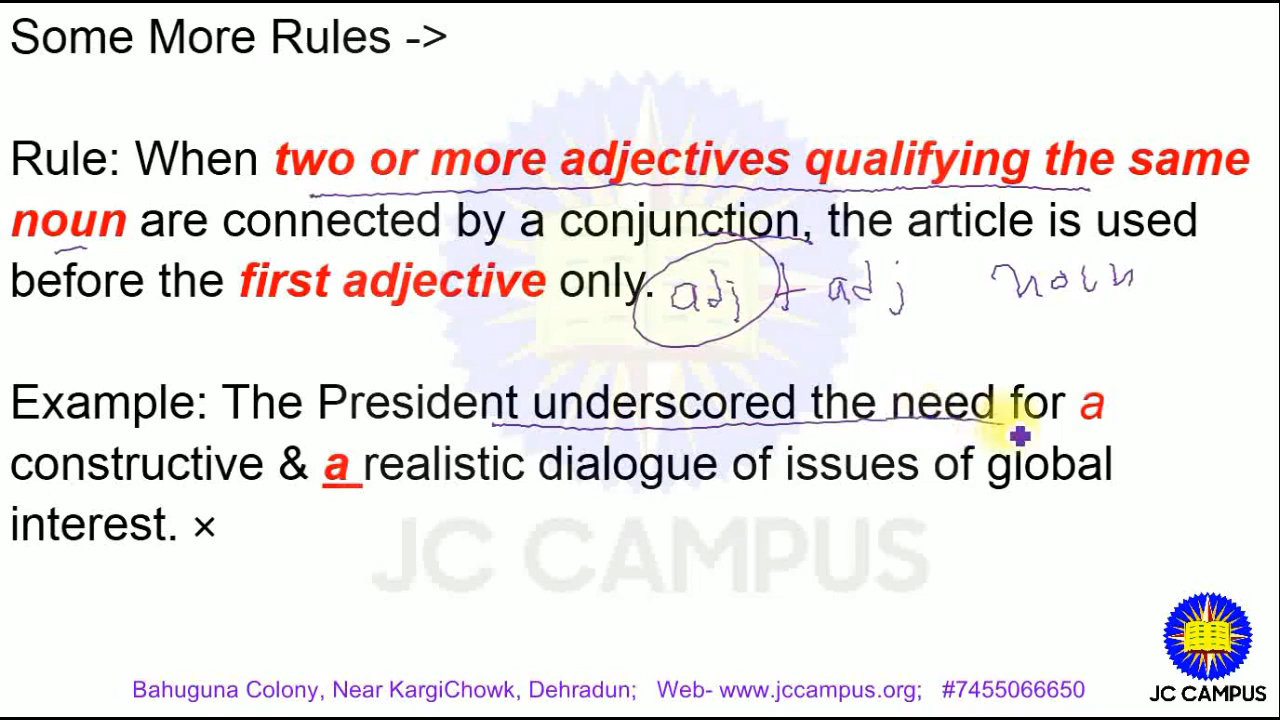 Some More Rules ->
Rule: When two or more adjectives qualifying the same
noun are connected by a conjunction, the article is used
before the first adjective only.
adj + adj noun
Example: The President underscored the need for a
constructive & a realistic dialogue of issues of global
interest. ×
JC CAMPUS
Bahuguna Colony, Near KargiChowk, Dehradun; Web- www.jccampus.org; #7455066650
JC CAMPUS